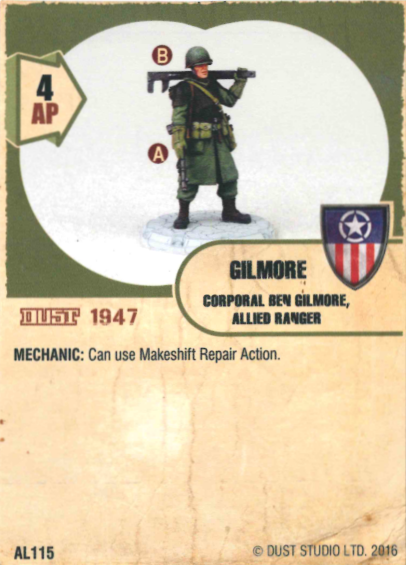 B
4
AP
A
GILMORE
CORPORAL BEN GILMORE,
ALLIED RANGER
DUST 1947
MECHANIC: Can use Makeshift Repair Action.
AL115
© DUST STUDIO LTD. 2016